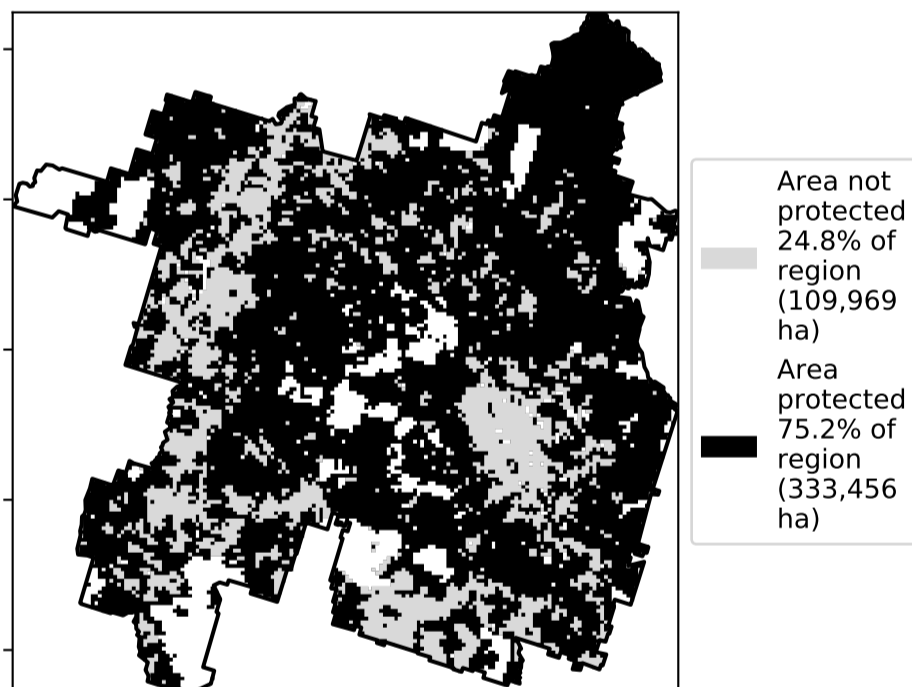 Area not
protected
24.8% of
region
(109,969
ha)
Area
protected
75.2% of
region
(333,456
ha)